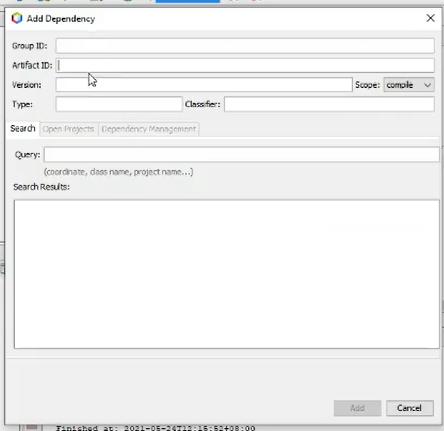 Add Dependency
Group ID:
Artifact ID:
Version: Scope: compile
Type: Classifier:
Search Open Projects Dependency Management
Query:
(coordinate, class name, project name...)
Search Results:
Add Cancel
Finished at: 2021-05-24T12:15:52+08:00